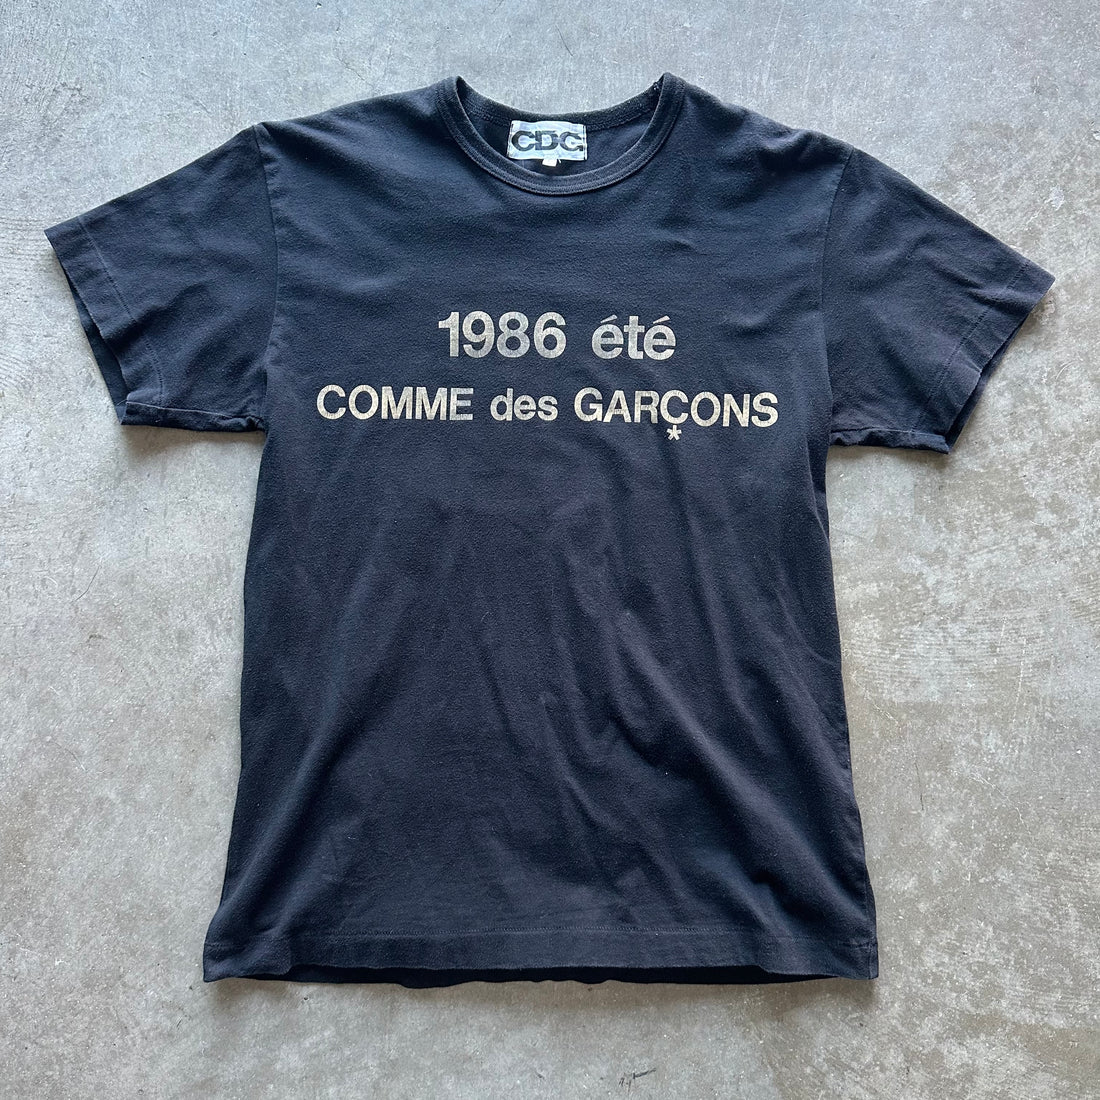 CDG
1986 été
COMME des GARÇONS
*